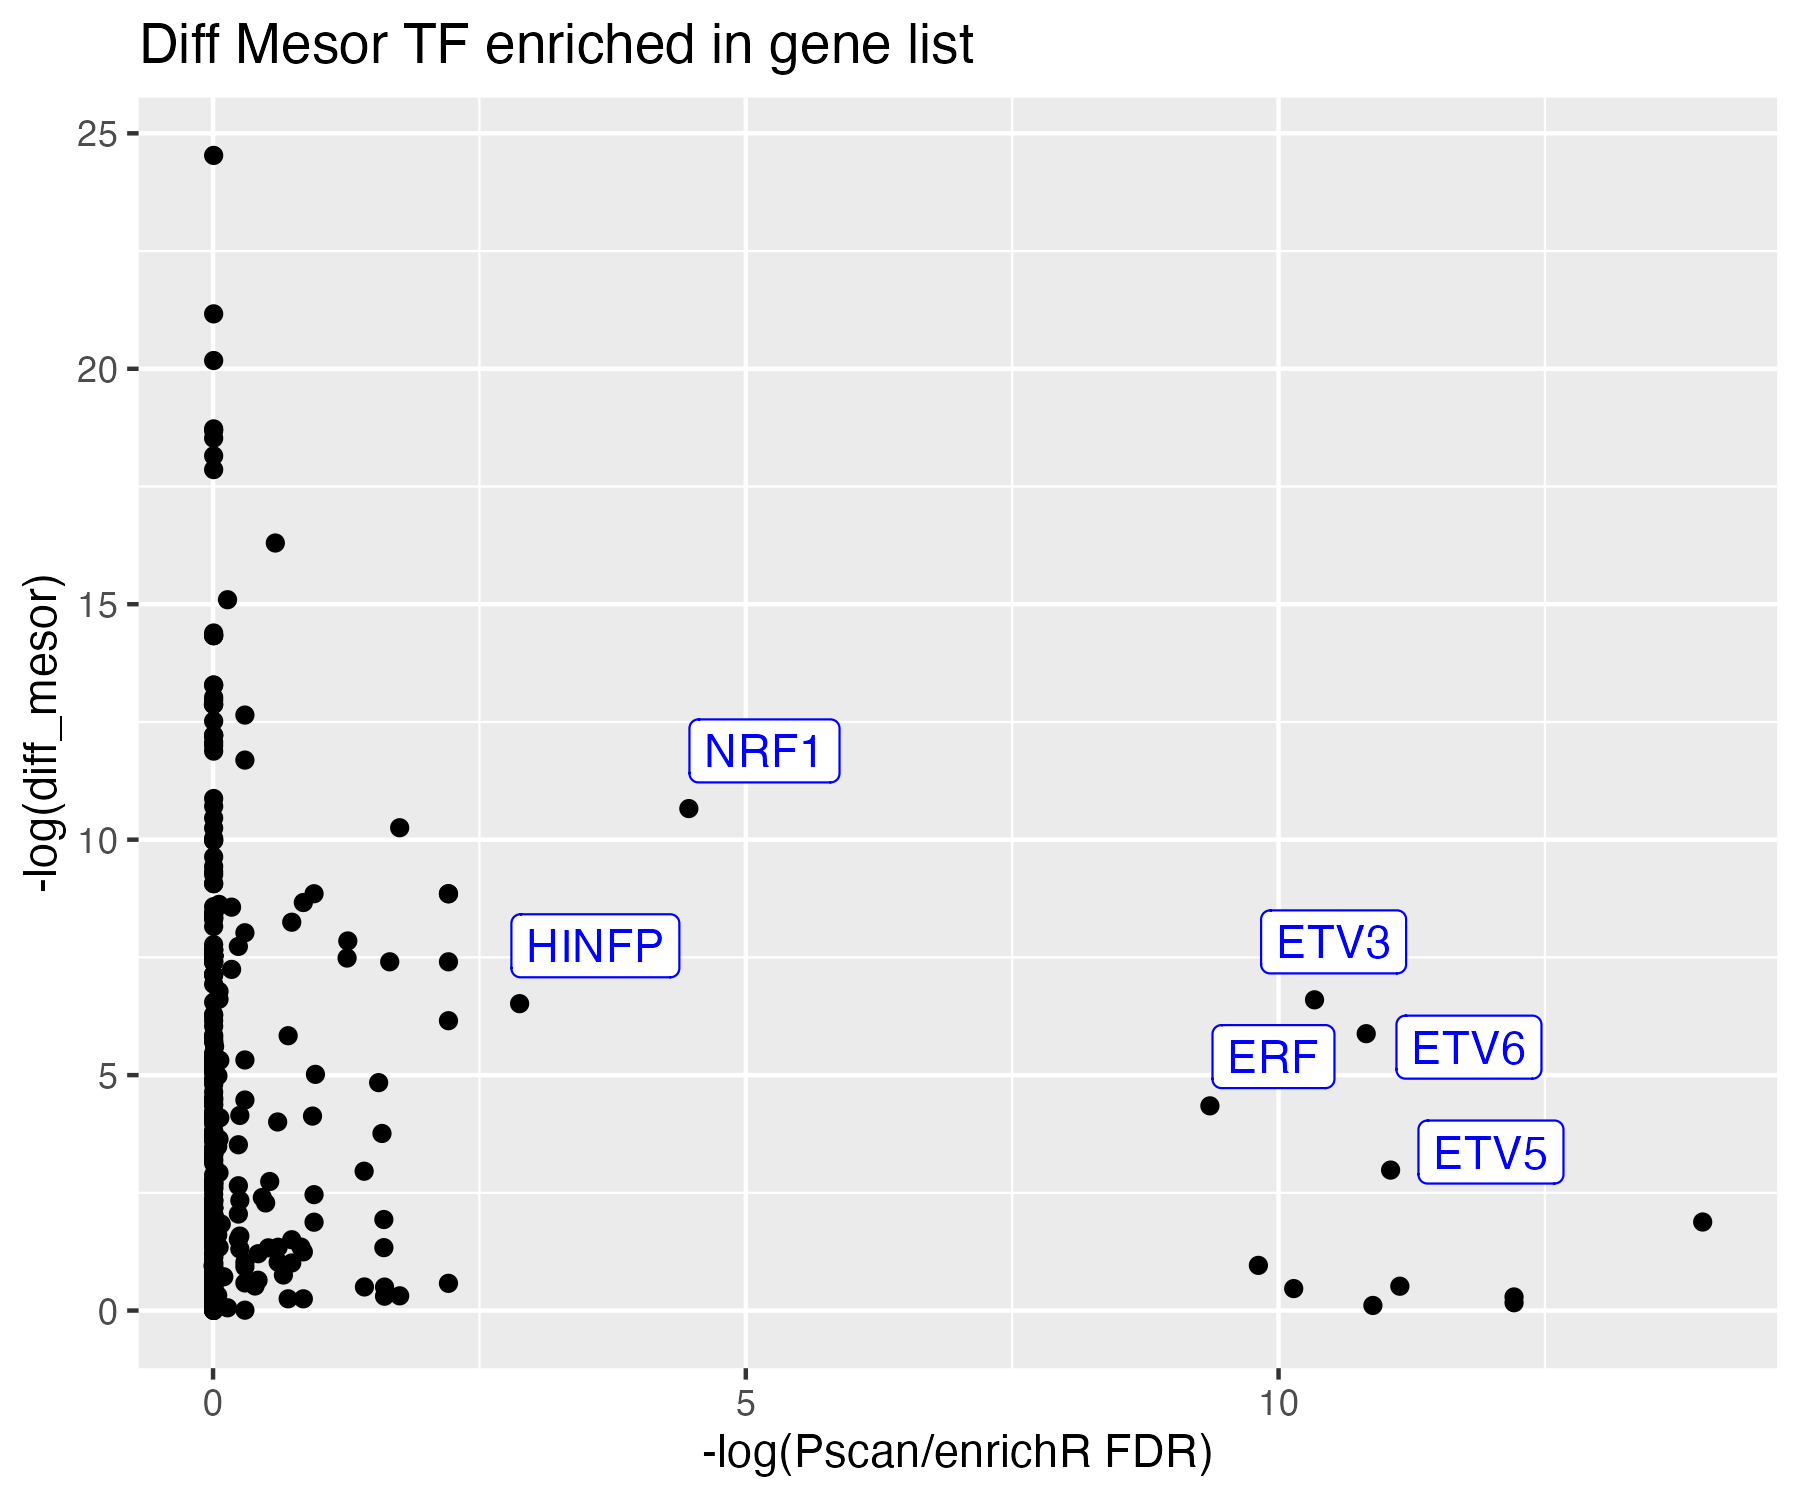 Diff Mesor TF enriched in gene list
-log(diff_mesor)
25
20
15
10
5
0
NRF1
HINFP
ETV3
ETV6
ERF
ETV5
0
5
10
-log(Pscan/enrichR FDR)